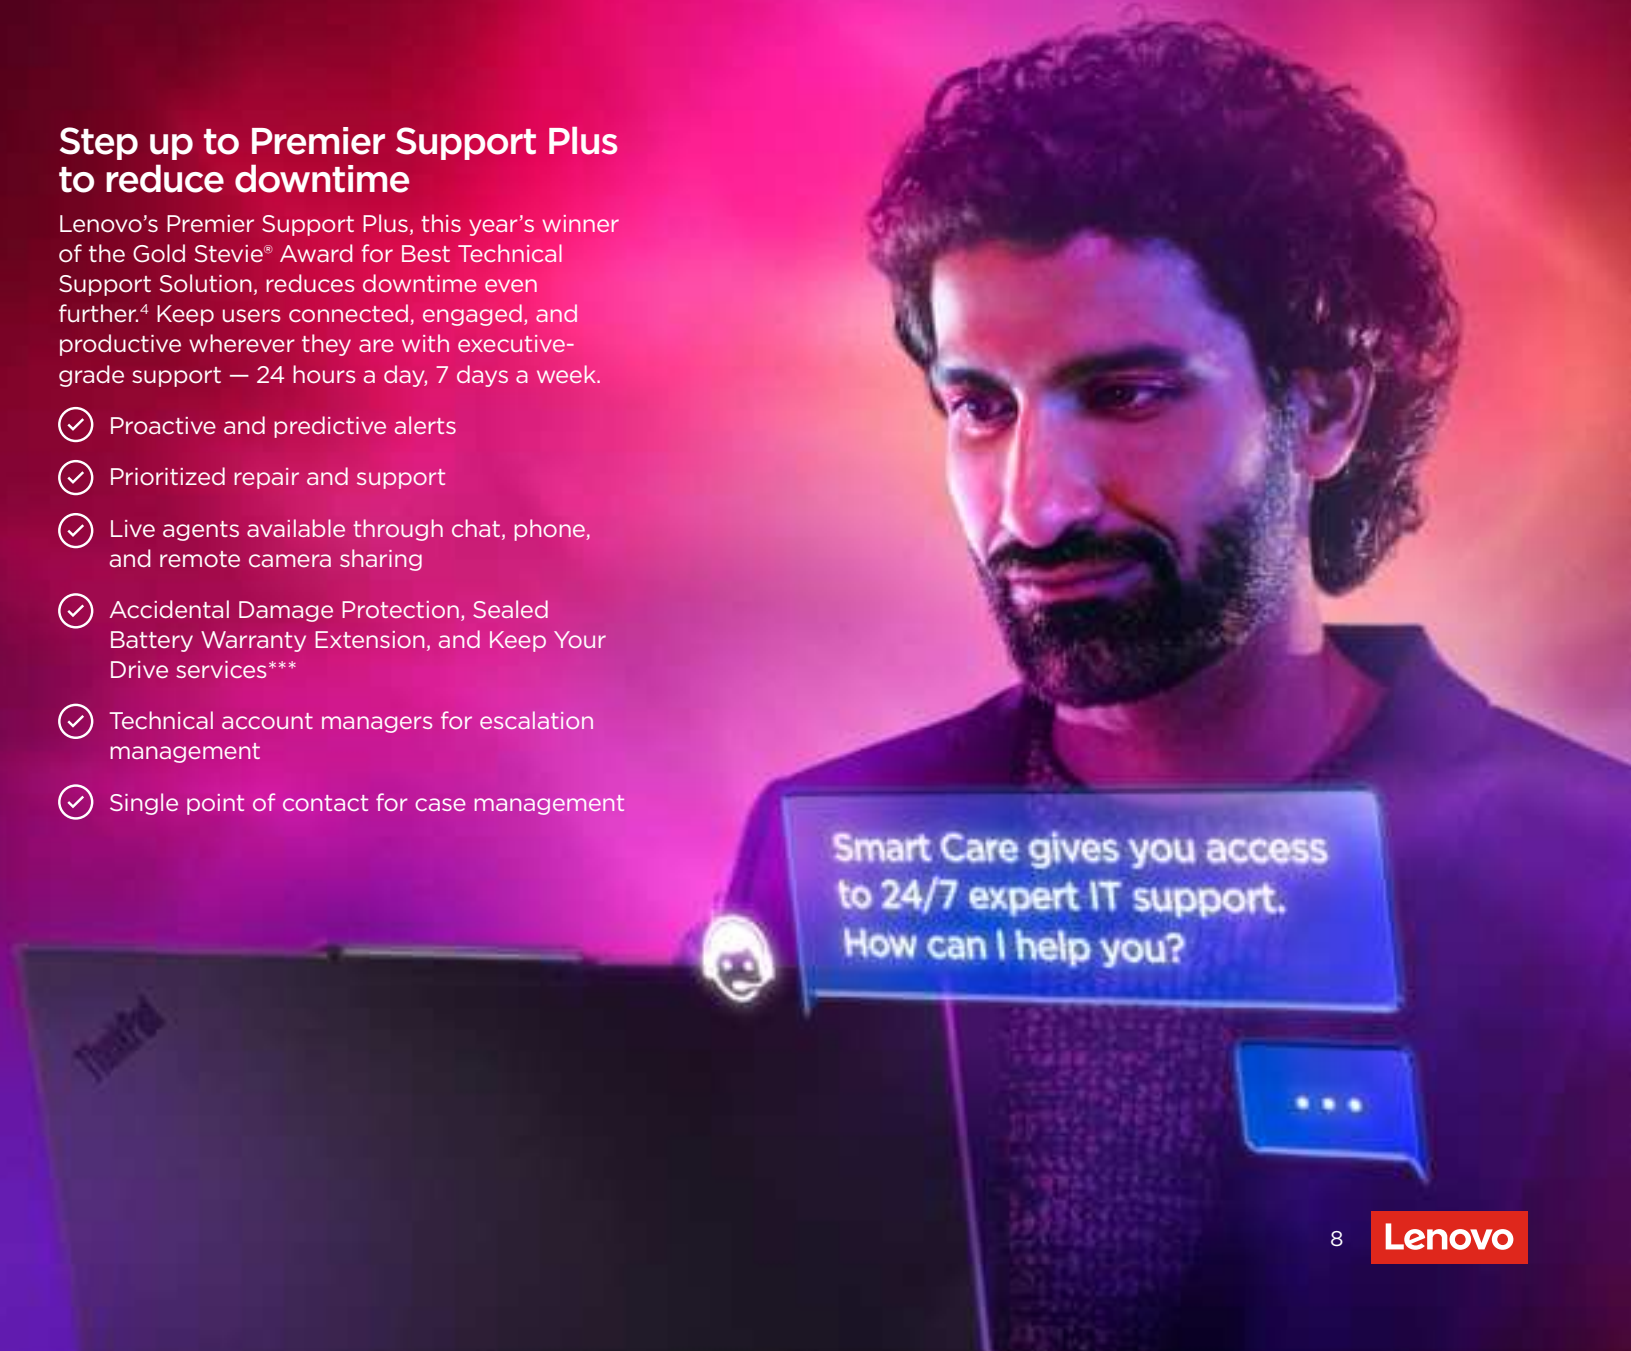 Step up to Premier Support Plus
to reduce downtime
Lenovo’s Premier Support Plus, this year’s winner
of the Gold Stevie® Award for Best Technical
Support Solution, reduces downtime even
further.⁴ Keep users connected, engaged, and
productive wherever they are with executive-
grade support — 24 hours a day, 7 days a week.
Proactive and predictive alerts
Prioritized repair and support
Live agents available through chat, phone,
and remote camera sharing
Accidental Damage Protection, Sealed
Battery Warranty Extension, and Keep Your
Drive services***
Technical account managers for escalation
management
Single point of contact for case management
Smart Care gives you access
to 24/7 expert IT support.
How can I help you?
ThinkPad
8
Lenovo